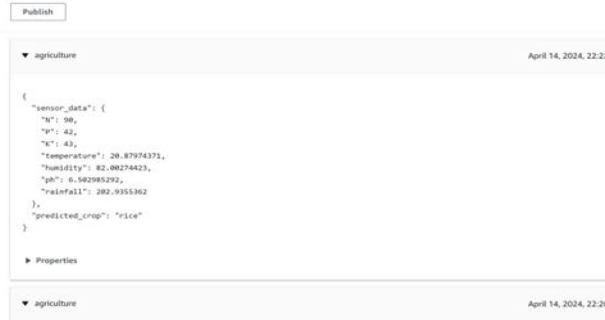 Publish
▼ agriculture April 14, 2024, 22:2
{
"sensor_data": {
"N": 90,
"P": 42,
"K": 43,
"temperature": 20.87974371,
"humidity": 82.00274423,
"ph": 6.502985292,
"rainfall": 202.9355362
},
"predicted_crop": "rice"
}
▶ Properties
▼ agriculture April 14, 2024, 22:20